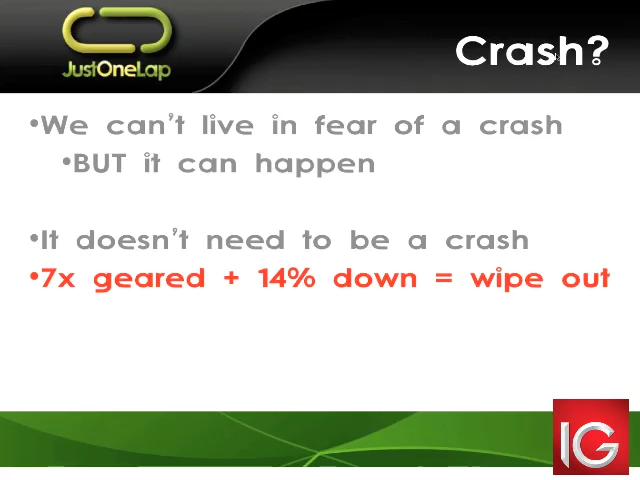 JustOneLap
Crash?
•We can't live in fear of a crash
•BUT it can happen
•It doesn't need to be a crash
•7x geared + 14% down = wipe out
IG